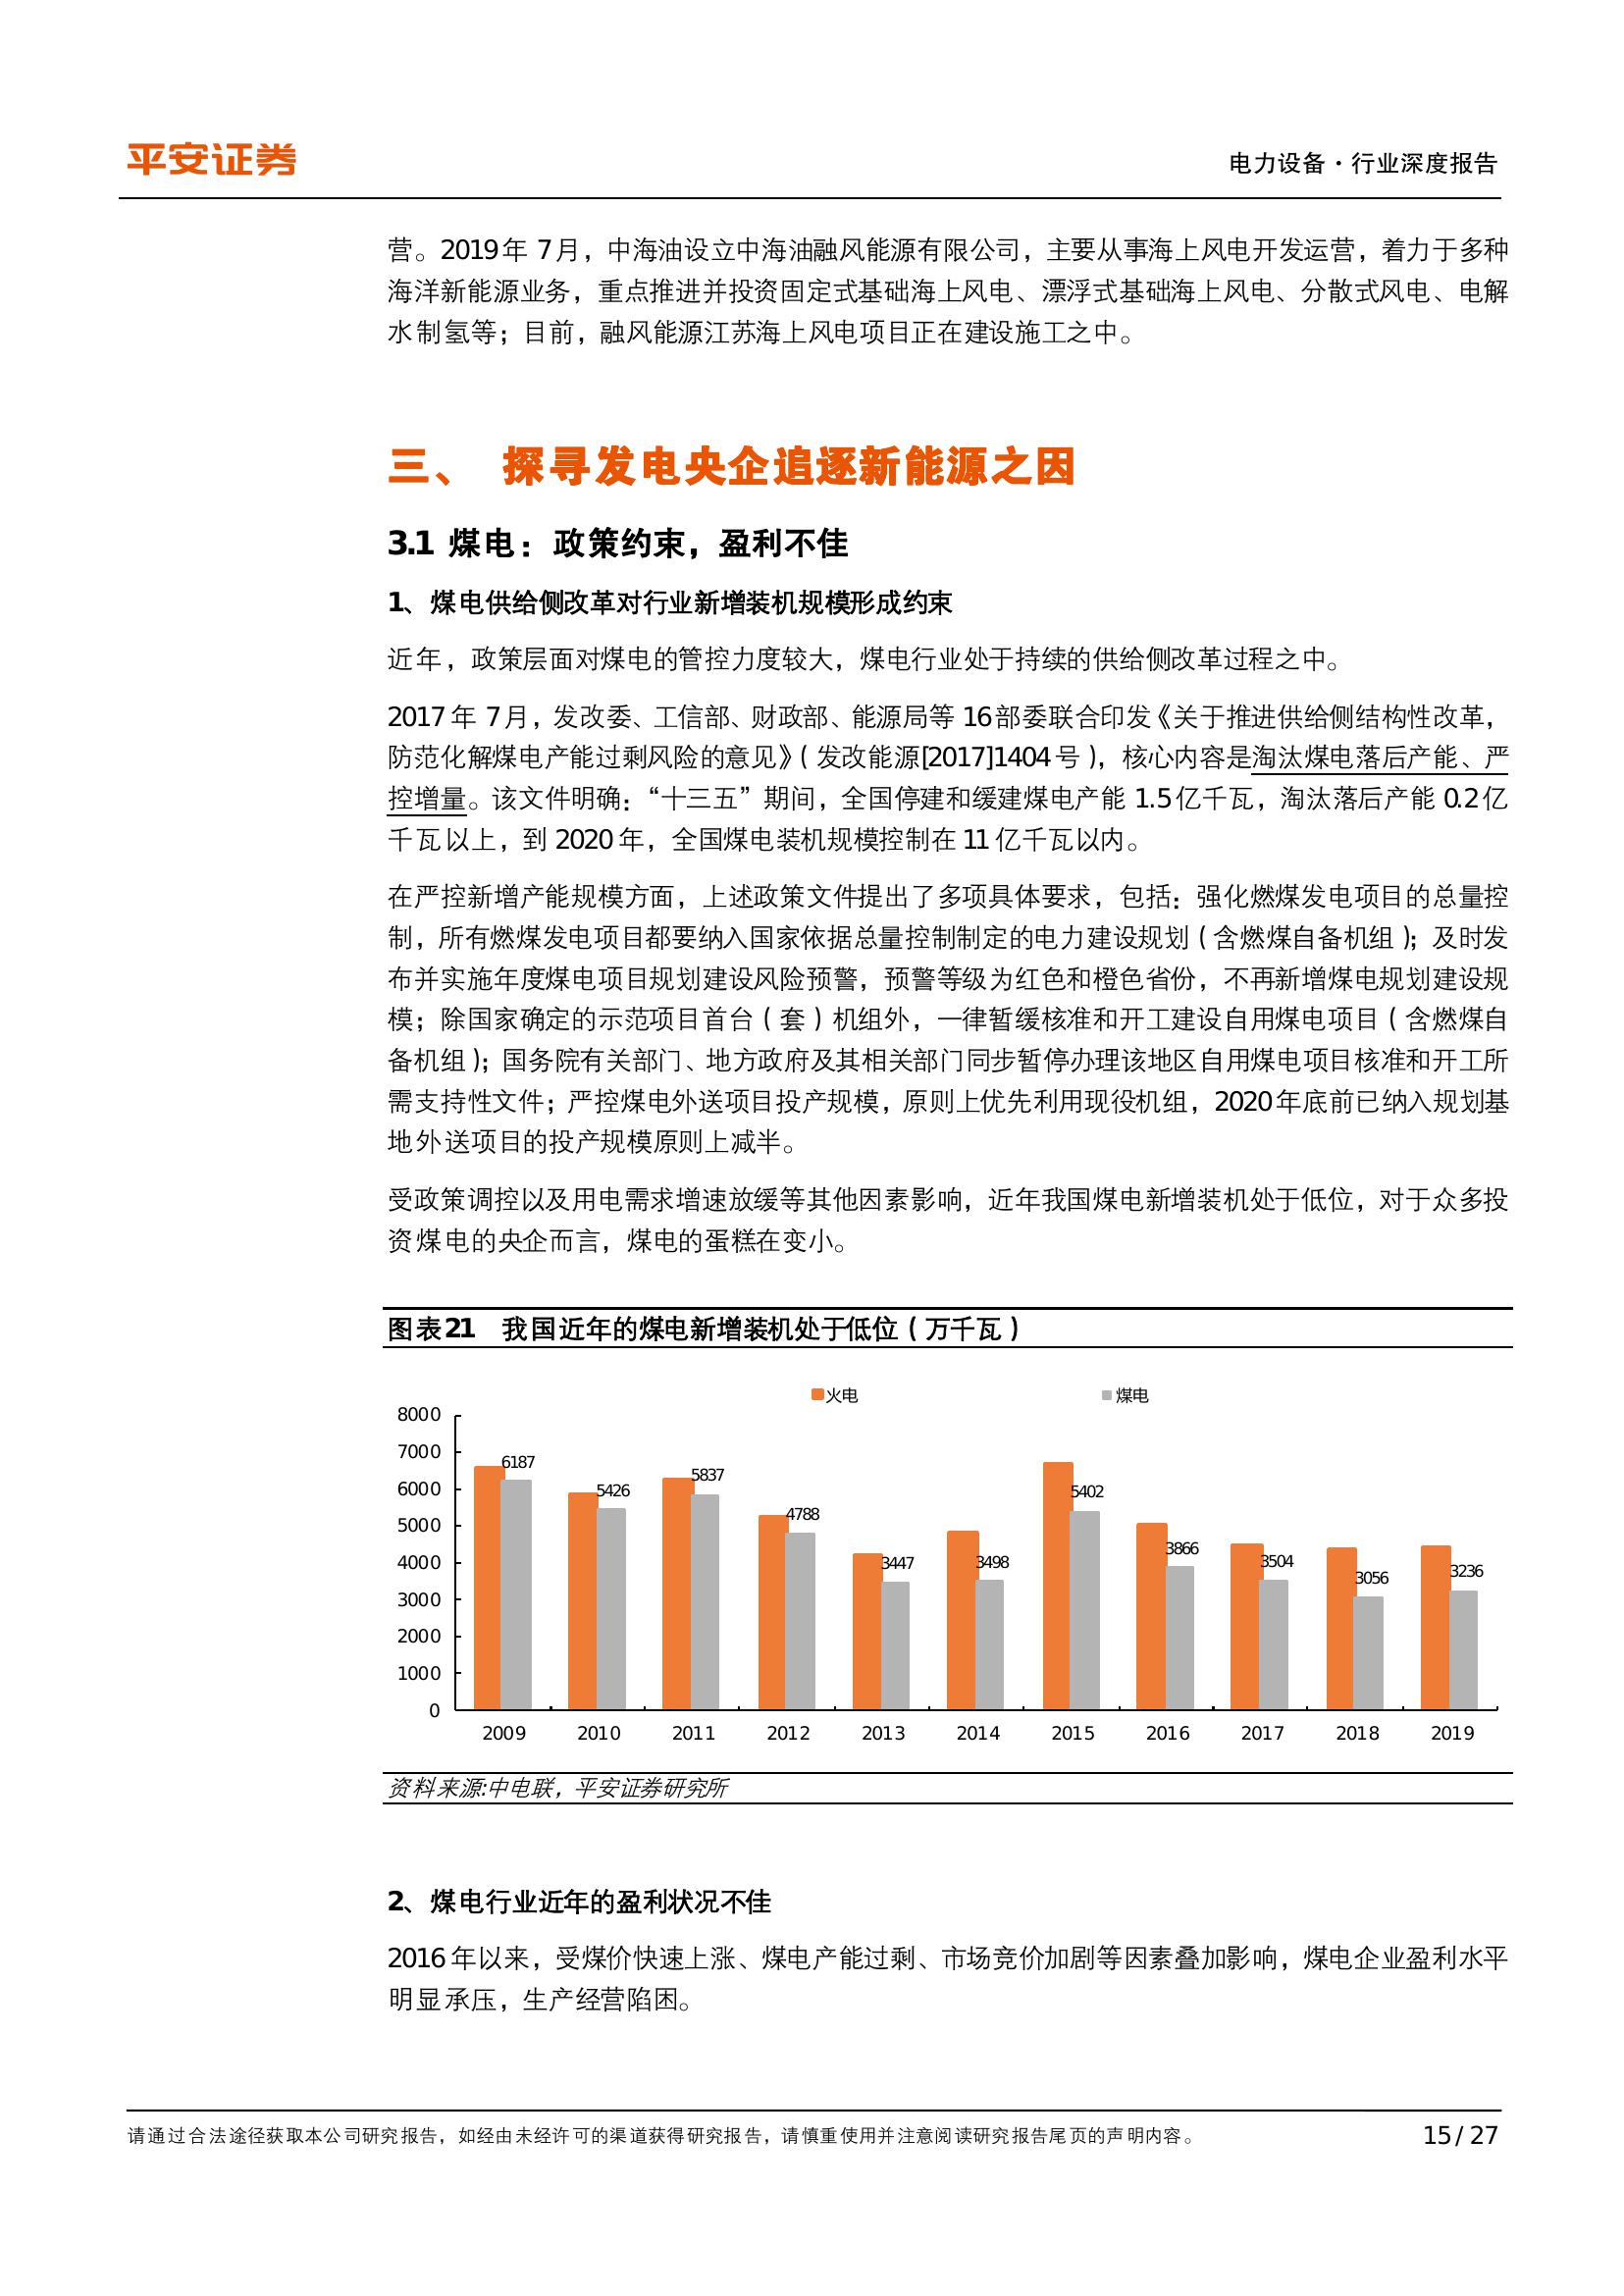 平安证券
电力设备·行业深度报告
营。2019年 7月，中海油设立中海油融风能源有限公司，主要从事海上风电开发运营，着力于多种
海洋新能源业务，重点推进并投资固定式基础海上风电、漂浮式基础海上风电、分散式风电、电解
水制氢等；目前，融风能源江苏海上风电项目正在建设施工之中。
三、 探寻发电央企追逐新能源之因
3.1 煤电：政策约束，盈利不佳
1、煤电供给侧改革对行业新增装机规模形成约束
近年，政策层面对煤电的管控力度较大，煤电行业处于持续的供给侧改革过程之中。
2017 年 7月，发改委、工信部、财政部、能源局等 16部委联合印发《关于推进供给侧结构性改革，
防范化解煤电产能过剩风险的意见》（发改能源[2017]1404 号），核心内容是淘汰煤电落后产能、严
控增量。该文件明确：“十三五”期间，全国停建和缓建煤电产能 1.5亿千瓦，淘汰落后产能 0.2亿
千瓦以上，到 2020 年，全国煤电装机规模控制在 11 亿千瓦以内。
在严控新增产能规模方面，上述政策文件提出了多项具体要求，包括：强化燃煤发电项目的总量控
制，所有燃煤发电项目都要纳入国家依据总量控制制定的电力建设规划（含燃煤自备机组）；及时发
布并实施年度煤电项目规划建设风险预警，预警等级为红色和橙色省份，不再新增煤电规划建设规
模；除国家确定的示范项目首台（套）机组外，一律暂缓核准和开工建设自用煤电项目（含燃煤自
备机组）；国务院有关部门、地方政府及其相关部门同步暂停办理该地区自用煤电项目核准和开工所
需支持性文件；严控煤电外送项目投产规模，原则上优先利用现役机组，2020年底前已纳入规划基
地外送项目的投产规模原则上减半。
受政策调控以及用电需求增速放缓等其他因素影响，近年我国煤电新增装机处于低位，对于众多投
资煤电的央企而言，煤电的蛋糕在变小。
图表21 我国近年的煤电新增装机处于低位（万千瓦）
火电 煤电
8000
7000
6000
5000
4000
3000
2000
1000
0
6187 5426 5837 4788 3447 3498 5402 3866 3504 3056 3236
2009 2010 2011 2012 2013 2014 2015 2016 2017 2018 2019
资料来源:中电联，平安证券研究所
2、煤电行业近年的盈利状况不佳
2016 年以来，受煤价快速上涨、煤电产能过剩、市场竞价加剧等因素叠加影响，煤电企业盈利水平
明显承压，生产经营陷困。
请通过合法途径获取本公司研究报告，如经由未经许可的渠道获得研究报告，请慎重使用并注意阅读研究报告尾页的声明内容。
15 / 27